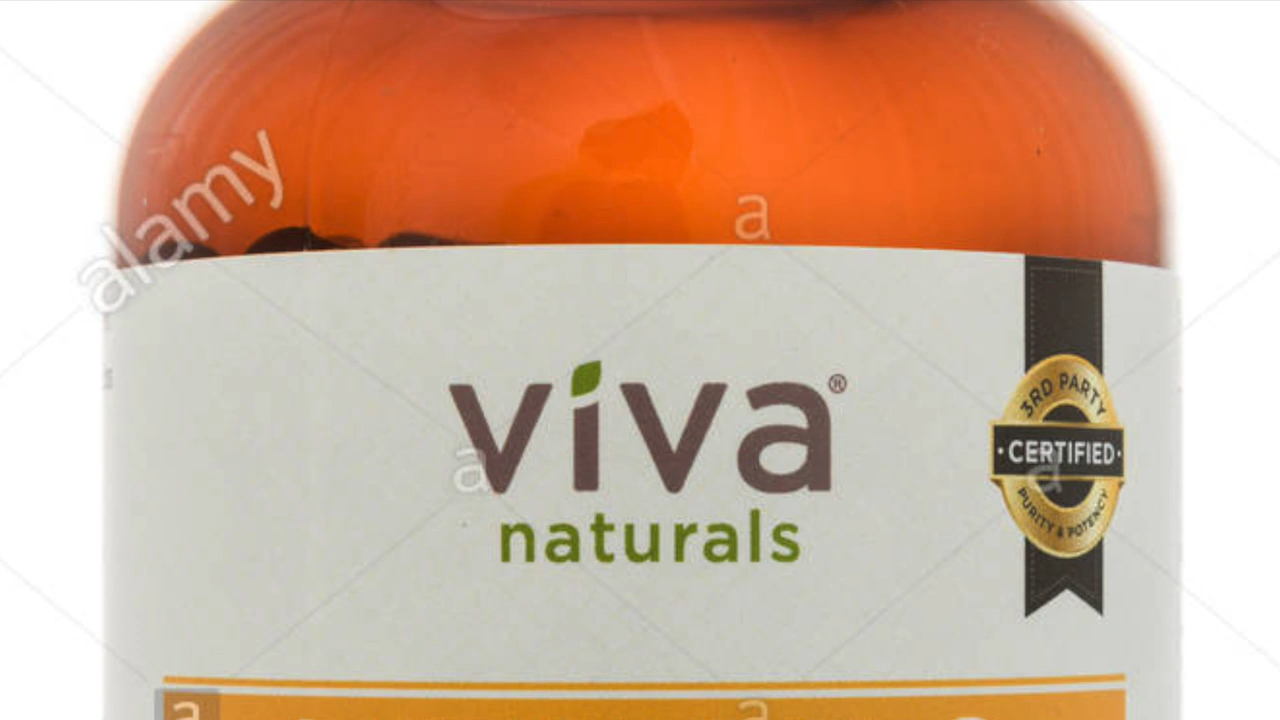 alamy
a
viva®
naturals
3RD PARTY
·CERTIFIED·
PURITY & POTENCY
a
a
a
a